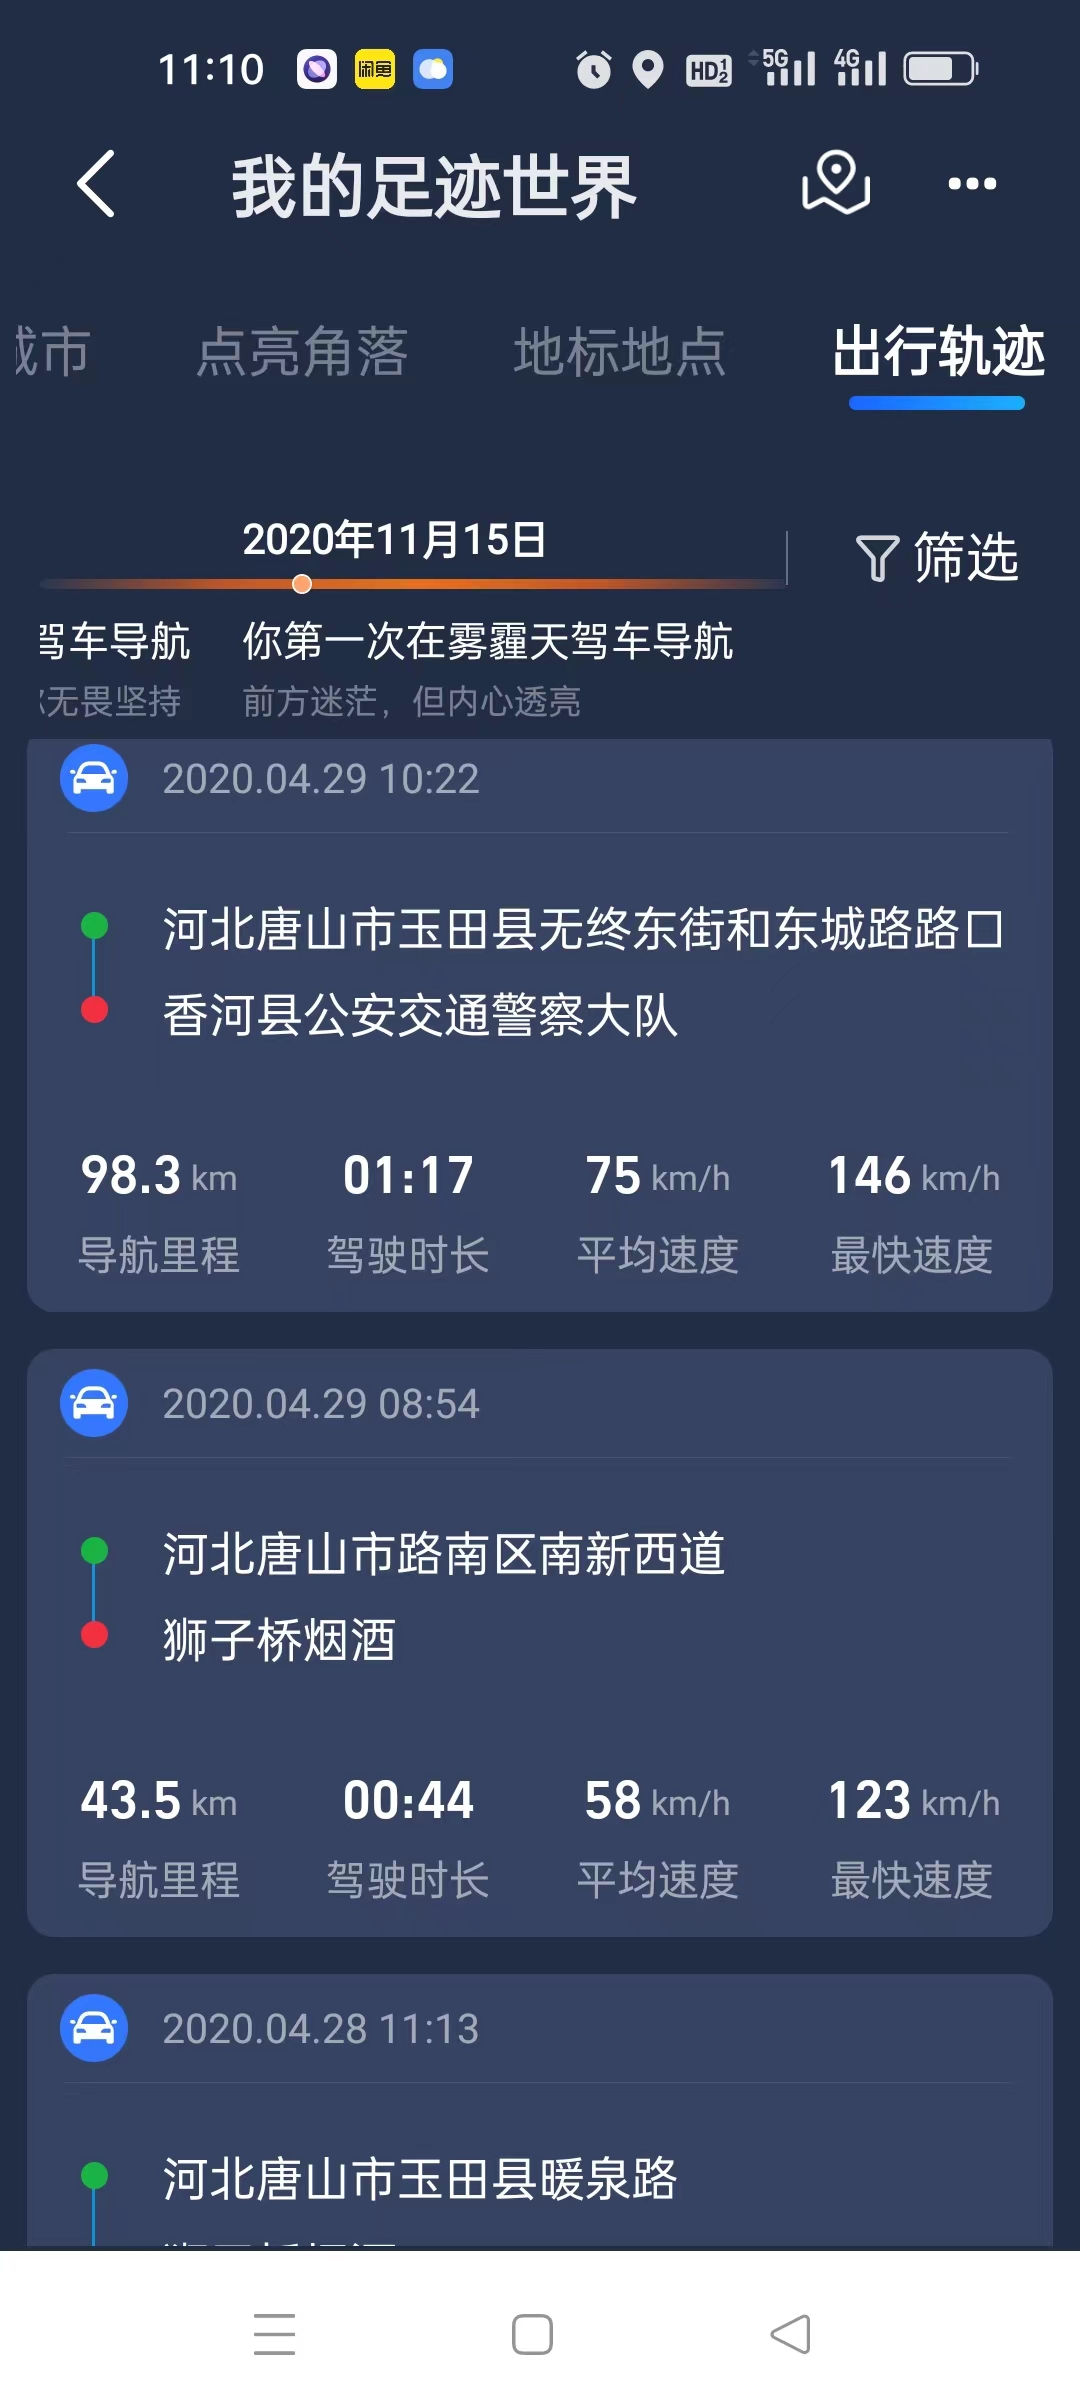 11:10
闲鱼
HD 1 2
5G
4G
我的足迹世界
市
点亮角落
地标地点
出行轨迹
2020年11月15日
筛选
驾车导航
你第一次在雾霾天驾车导航
无畏坚持
前方迷茫，但内心透亮
2020.04.29 10:22
河北唐山市玉田县无终东街和东城路路口
香河县公安交通警察大队
98.3 km
01:17
75 km/h
146 km/h
导航里程
驾驶时长
平均速度
最快速度
2020.04.29 08:54
河北唐山市路南区南新西道
狮子桥烟酒
43.5 km
00:44
58 km/h
123 km/h
导航里程
驾驶时长
平均速度
最快速度
2020.04.28 11:13
河北唐山市玉田县暖泉路